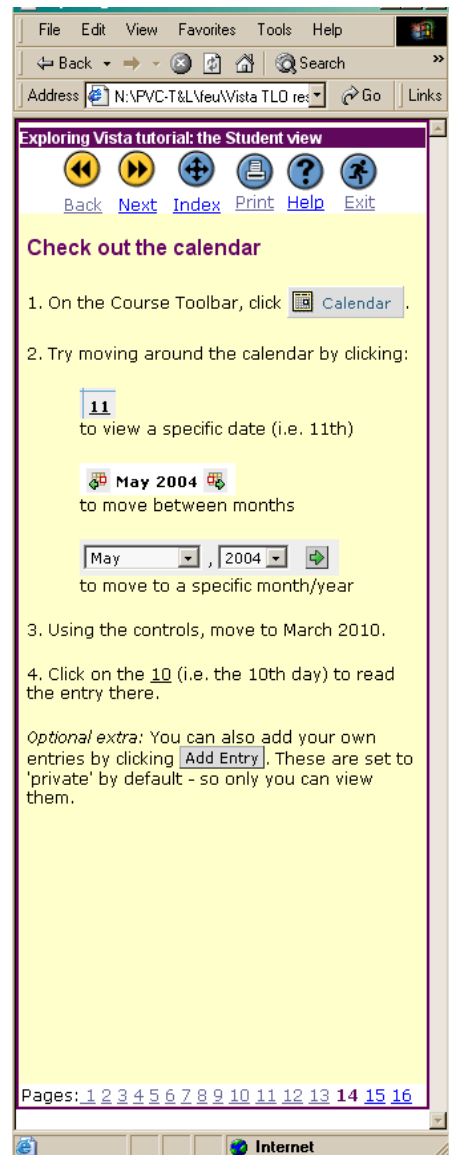 File Edit View Favorites Tools Help
Back Search »
Address N:\PVC-T&L\feu\Vista TLO res Go Links
Exploring Vista tutorial: the Student view
Back Next Index Print Help Exit
Check out the calendar
1. On the Course Toolbar, click Calendar .
2. Try moving around the calendar by clicking:
11
to view a specific date (i.e. 11th)
May 2004
to move between months
May , 2004
to move to a specific month/year
3. Using the controls, move to March 2010.
4. Click on the 10 (i.e. the 10th day) to read
the entry there.
Optional extra: You can also add your own
entries by clicking Add Entry. These are set to
'private' by default - so only you can view
them.
Pages: 1 2 3 4 5 6 7 8 9 10 11 12 13 14 15 16
Internet